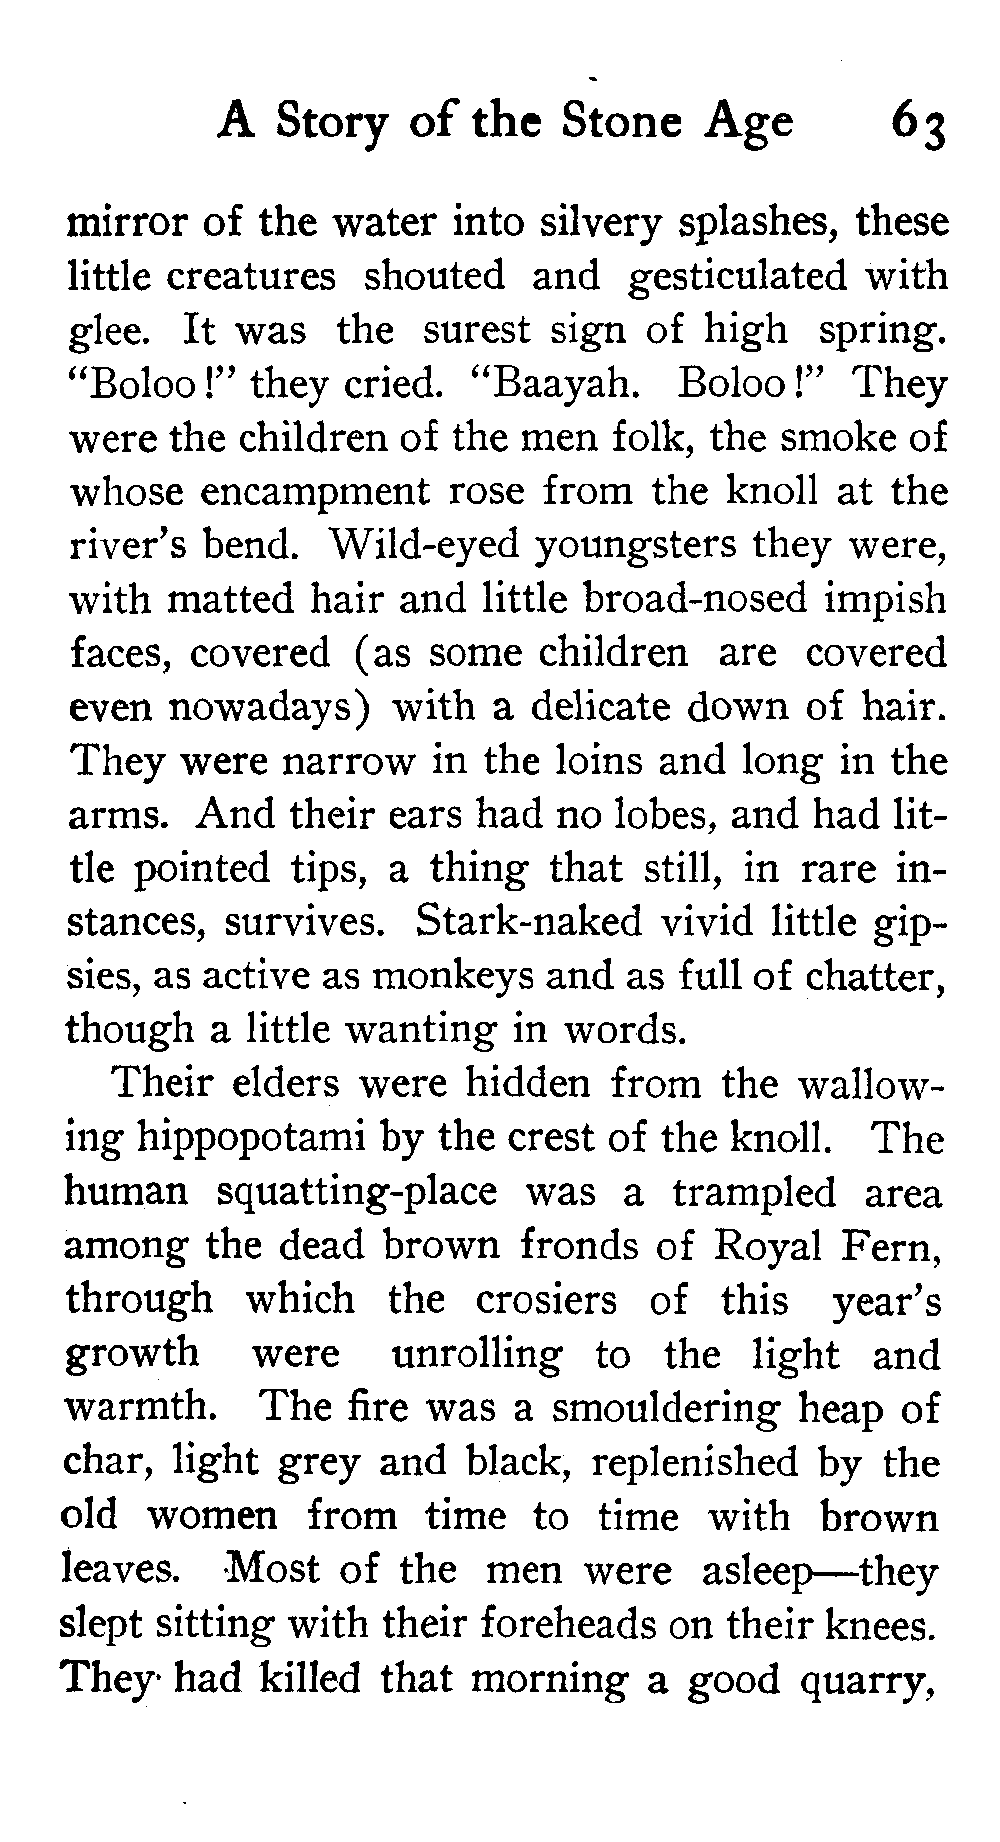 A Story of the Stone Age 63
mirror of the water into silvery splashes, these
little creatures shouted and gesticulated with
glee. It was the surest sign of high spring.
“Boloo!” they cried. “Baayah. Boloo!” They
were the children of the men folk, the smoke of
whose encampment rose from the knoll at the
river's bend. Wild-eyed youngsters they were,
with matted hair and little broad-nosed impish
faces, covered (as some children are covered
even nowadays) with a delicate down of hair.
They were narrow in the loins and long in the
arms. And their ears had no lobes, and had lit-
tle pointed tips, a thing that still, in rare in-
stances, survives. Stark-naked vivid little gip-
sies, as active as monkeys and as full of chatter,
though a little wanting in words.
Their elders were hidden from the wallow-
ing hippopotami by the crest of the knoll. The
human squatting-place was a trampled area
among the dead brown fronds of Royal Fern,
through which the crosiers of this year's
growth were unrolling to the light and
warmth. The fire was a smouldering heap of
char, light grey and black, replenished by the
old women from time to time with brown
leaves. Most of the men were asleep—they
slept sitting with their foreheads on their knees.
They had killed that morning a good quarry,